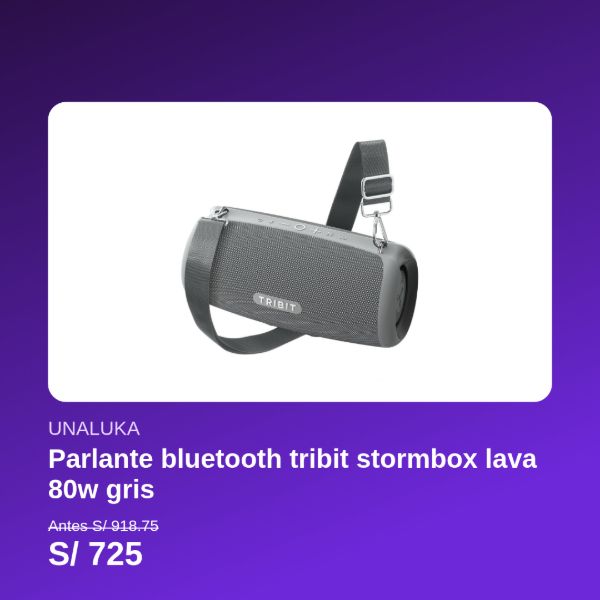 TRIBIT
UNALUKA
Parlante bluetooth tribit stormbox lava
80w gris
Antes S/ 918.75
S/ 725